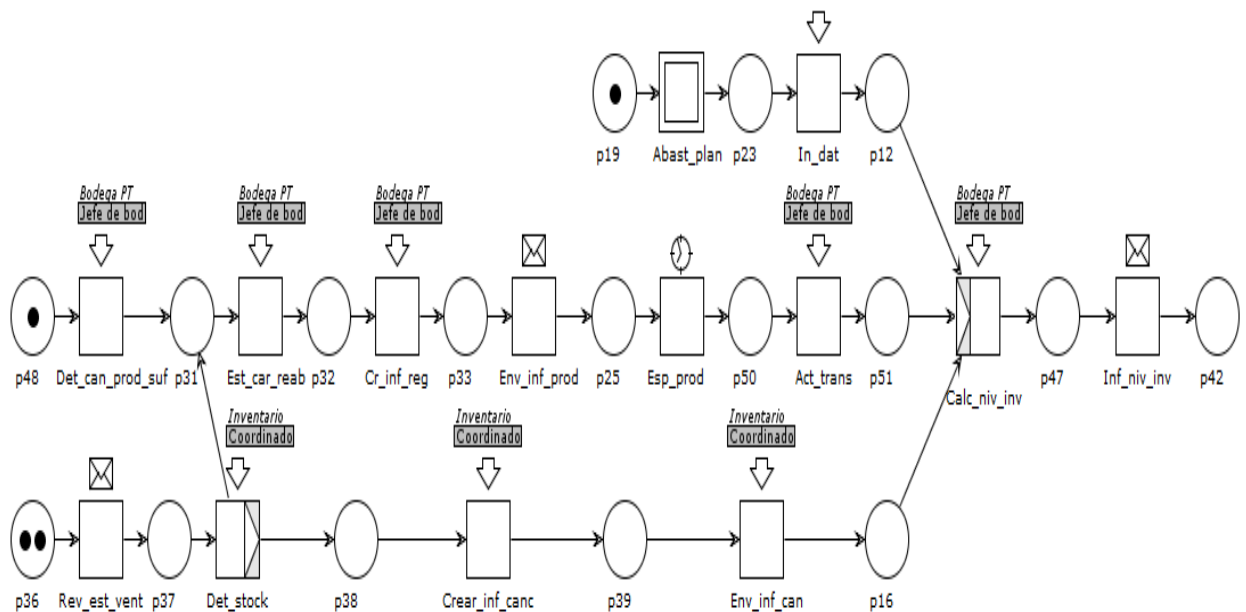 p19 Abast_plan p23 In_dat p12
Bodega PT Bodega PT Bodega PT Bodega PT Bodega PT
Jefe de bod Jefe de bod Jefe de bod Jefe de bod Jefe de bod
p48 Det_can_prod_suf p31 Est_car_reab p32 Cr_inf_reg p33 Env_inf_prod p25 Esp_prod p50 Act_trans p51 Calc_niv_inv p47 Inf_niv_inv p42
Inventario Inventario Inventario
Coordinado Coordinado Coordinado
p36 Rev_est_vent p37 Det_stock p38 Crear_inf_canc p39 Env_inf_can p16